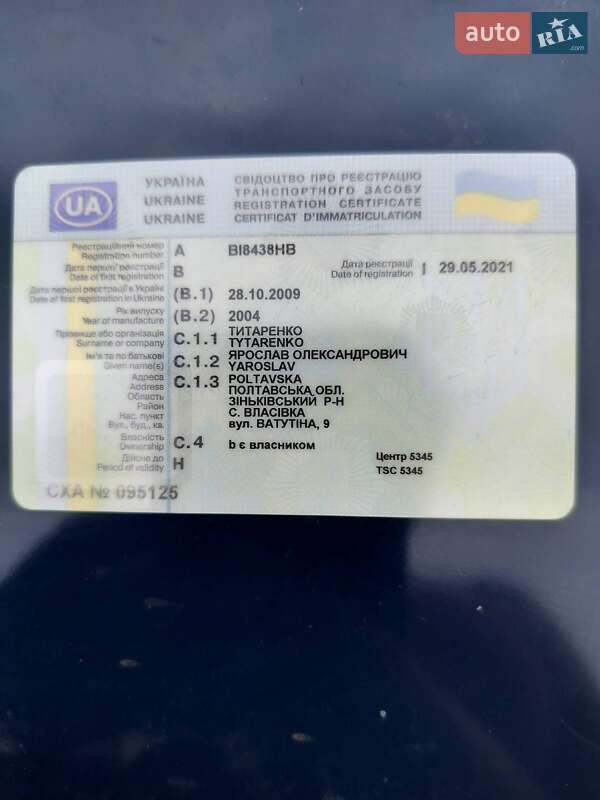 auto RIA .com
УКРАЇНА
UKRAINE
UKRAINE
UA
СВІДОЦТВО ПРО РЕЄСТРАЦІЮ
ТРАНСПОРТНОГО ЗАСОБУ
REGISTRATION CERTIFICATE
CERTIFICAT D'IMMATRICULATION
Реєстраційний номер
Registration number
A
BI8438HB
Дата першої реєстрації
Date of first registration
B
Дата реєстрації
Date of registration
I
29.05.2021
Дата першої реєстрації в Україні
Date of first registration in Ukraine
(B.1) 28.10.2009
Рік випуску
Year of manufacture
(B.2) 2004
Прізвище або організація
Surname or company
C.1.1
ТИТАРЕНКО
TYTARENKO
Ім'я та по батькові
Given name(s)
C.1.2
ЯРОСЛАВ ОЛЕКСАНДРОВИЧ
YAROSLAV
Адреса
Address
Область
Район
Нас. пункт
Вул., буд., кв.
C.1.3
POLTAVSKA
ПОЛТАВСЬКА ОБЛ.
ЗІНЬКІВСЬКИЙ Р-Н
С. ВЛАСІВКА
вул. ВАТУТІНА, 9
Власність
Ownership
C.4
b є власником
Дійсне до
Period of validity
H
Центр 5345
TSC 5345
СХА № 095125